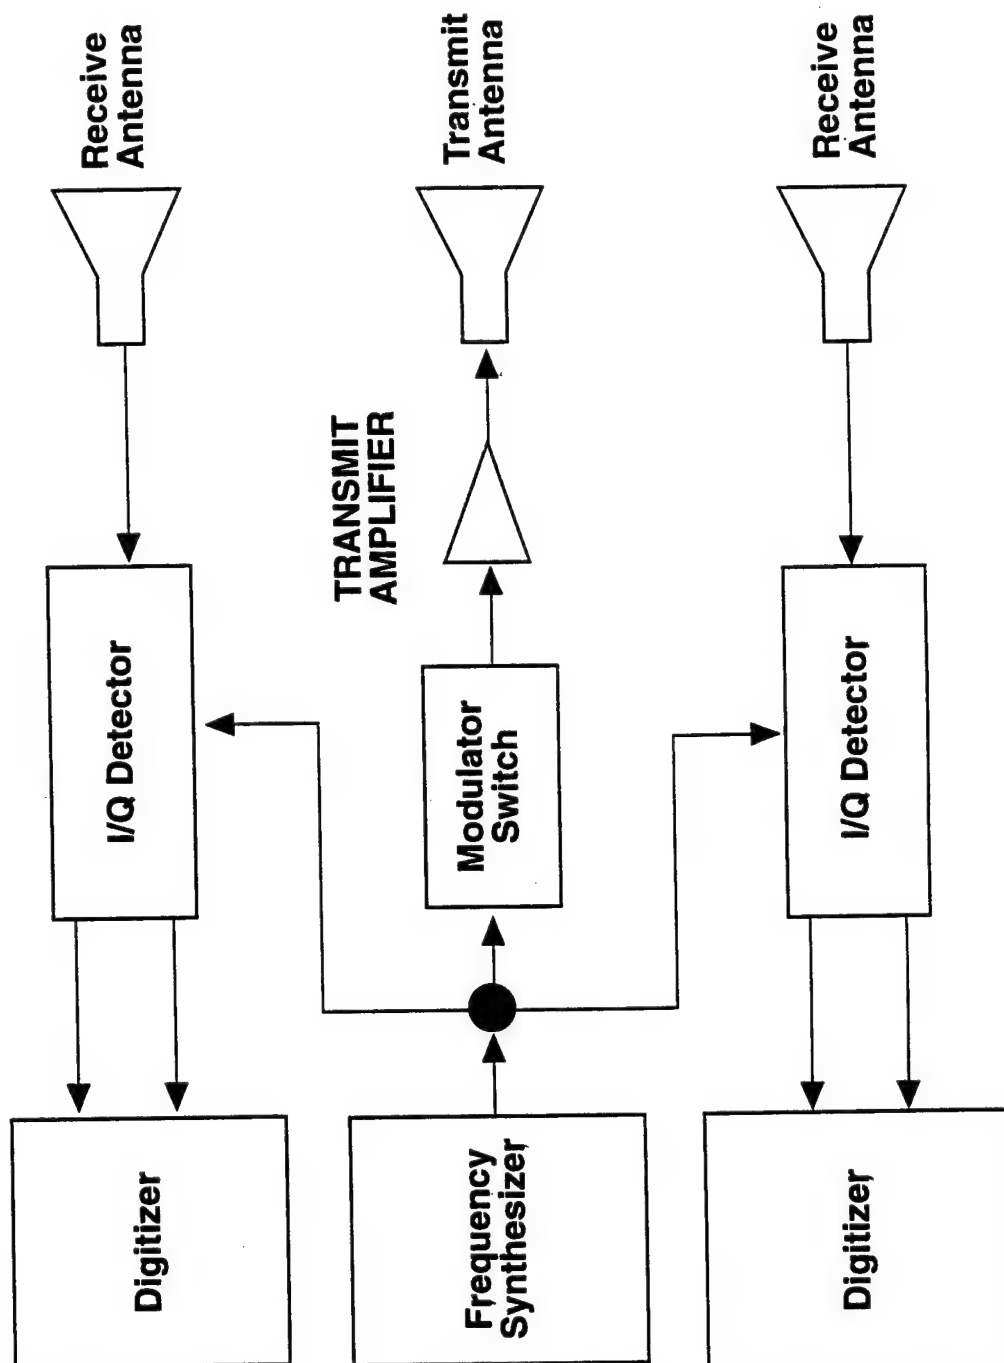 Receive
Antenna
Transmit
Antenna
Receive
Antenna
TRANSMIT
AMPLIFIER
I/Q Detector
Modulator
Switch
I/Q Detector
Digitizer
Frequency
Synthesizer
Digitizer